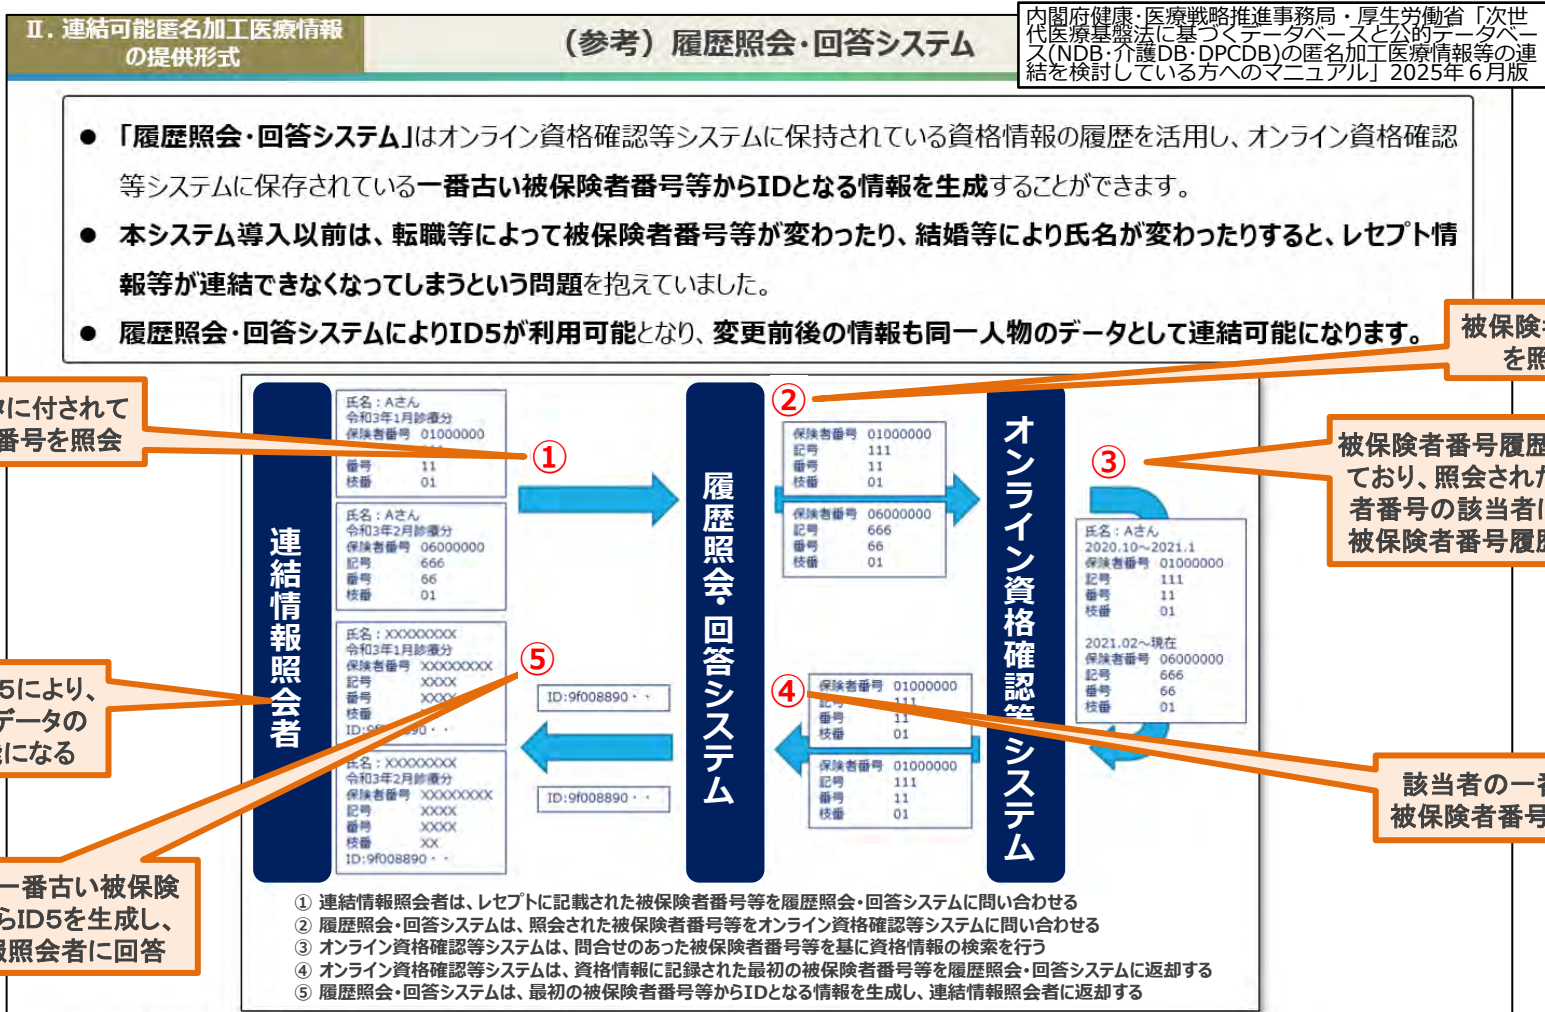 Ⅱ. 連結可能匿名加工医療情報
の提供形式
（参考）履歴照会･回答システム
内閣府健康･医療戦略推進事務局・厚生労働省「次世
代医療基盤法に基づくデータベースと公的データベー
ス(NDB･介護DB･DPCDB)の匿名加工医療情報等の連
結を検討している方へのマニュアル」2025年６月版
● 「履歴照会･回答システム」はオンライン資格確認等システムに保持されている資格情報の履歴を活用し、オンライン資格確認
等システムに保存されている一番古い被保険者番号等からIDとなる情報を生成することができます。
● 本システム導入以前は、転職等によって被保険者番号等が変わったり、結婚等により氏名が変わったりすると、レセプト情
報等が連結できなくなってしまうという問題を抱えていました。
● 履歴照会･回答システムによりID5が利用可能となり、変更前後の情報も同一人物のデータとして連結可能になります。
被保険
を照
タに付されて
番号を照会
被保険者番号履歴
ており、照会された
者番号の該当者に
被保険者番号履歴
5により、
データの
能になる
該当者の一番
被保険者番号
一番古い被保険
らID5を生成し、
報照会者に回答
連結情報照会者
氏名：Aさん
令和3年1月診療分
保険者番号 01000000
番号 11
枝番 01
氏名：Aさん
令和3年2月診療分
保険者番号 06000000
記号 666
番号 66
枝番 01
氏名：XXXXXXXX
令和3年1月診療分
保険者番号 XXXXXXXX
記号 XXXX
番号 XXXX
枝番
ID:9f008890・・
氏名：XXXXXXXX
令和3年2月診療分
保険者番号 XXXXXXXX
記号 XXXX
番号 XXXX
枝番 XX
ID:9f008890・・
①
⑤
ID:9f008890・・
ID:9f008890・・
履歴照会･回答システム
②
保険者番号 01000000
記号 111
番号 11
枝番 01
保険者番号 06000000
記号 666
番号 66
枝番 01
④
保険者番号 01000000
記号 111
番号 11
枝番 01
保険者番号 01000000
記号 111
番号 11
枝番 01
オンライン資格確認等システム
③
氏名：Aさん
2020.10～2021.1
保険者番号 01000000
記号 111
番号 11
枝番 01
2021.02～現在
保険者番号 06000000
記号 666
番号 66
枝番 01
① 連結情報照会者は、レセプトに記載された被保険者番号等を履歴照会･回答システムに問い合わせる
② 履歴照会･回答システムは、照会された被保険者番号等をオンライン資格確認等システムに問い合わせる
③ オンライン資格確認等システムは、問合せのあった被保険者番号等を基に資格情報の検索を行う
④ オンライン資格確認等システムは、資格情報に記録された最初の被保険者番号等を履歴照会･回答システムに返却する
⑤ 履歴照会･回答システムは、最初の被保険者番号等からIDとなる情報を生成し、連結情報照会者に返却する